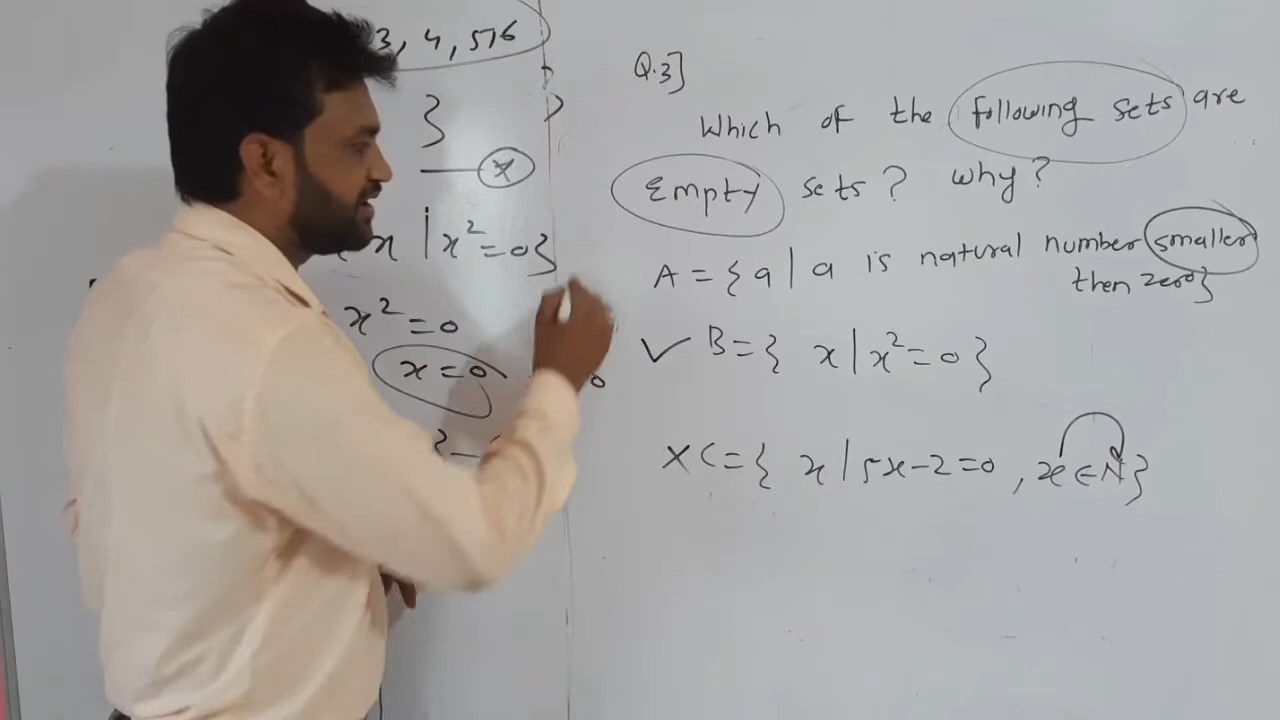 3, 4, 5, 6
}
x | x² = 0}
x² = 0
x = 0
Q.3]
Which of the following sets are
Empty sets? why?
A = { a | a is natural number smaller
then zero}
✓ B = { x | x² = 0 }
× C = { x | 5x - 2 = 0 , x ∈ N }